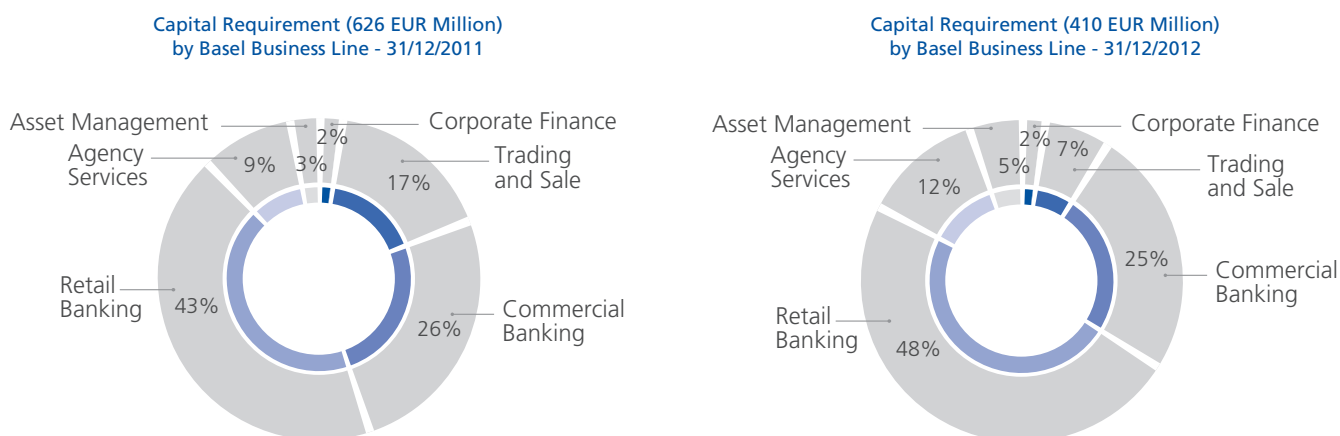 Capital Requirement (626 EUR Million)
by Basel Business Line - 31/12/2011
Asset Management
Agency
Services
Retail
Banking
Corporate Finance
Trading
and Sale
Commercial
Banking
2%
17%
26%
43%
9%
3%
Capital Requirement (410 EUR Million)
by Basel Business Line - 31/12/2012
Asset Management
Agency
Services
Retail
Banking
Corporate Finance
Trading
and Sale
Commercial
Banking
2%
7%
25%
48%
12%
5%